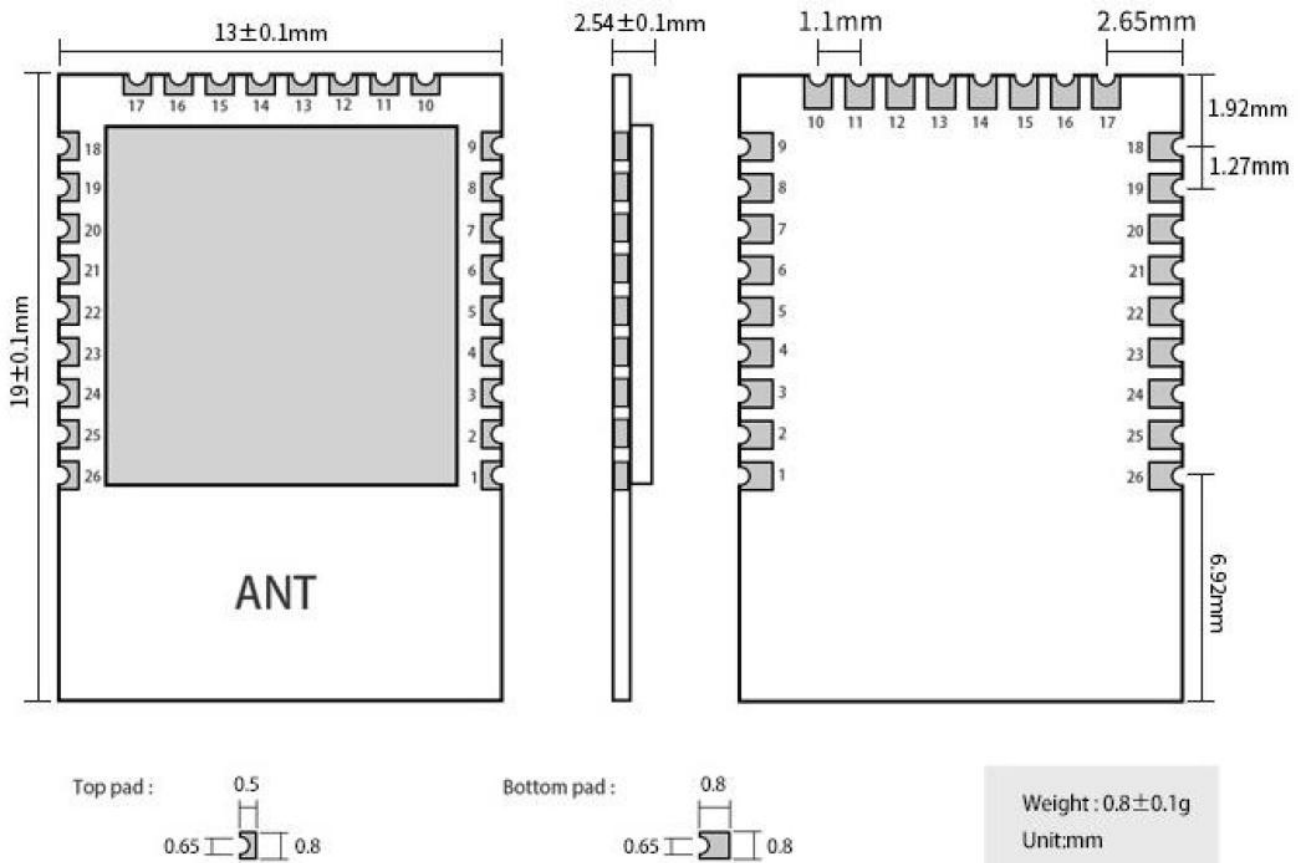 13±0.1mm
2.54±0.1mm
1.1mm
2.65mm
17 16 15 14 13 12 11 10
10 11 12 13 14 15 16 17
1.92mm
18 9
9 18
1.27mm
19 8
8 19
20 7
7 20
21 6
6 21
22 5
5 22
19±0.1mm
23 4
4 23
24 3
3 24
25 2
2 25
26 1
1 26
ANT
6.92mm
Top pad :
0.5
0.65
0.8
Bottom pad :
0.8
0.65
0.8
Weight : 0.8±0.1g
Unit:mm